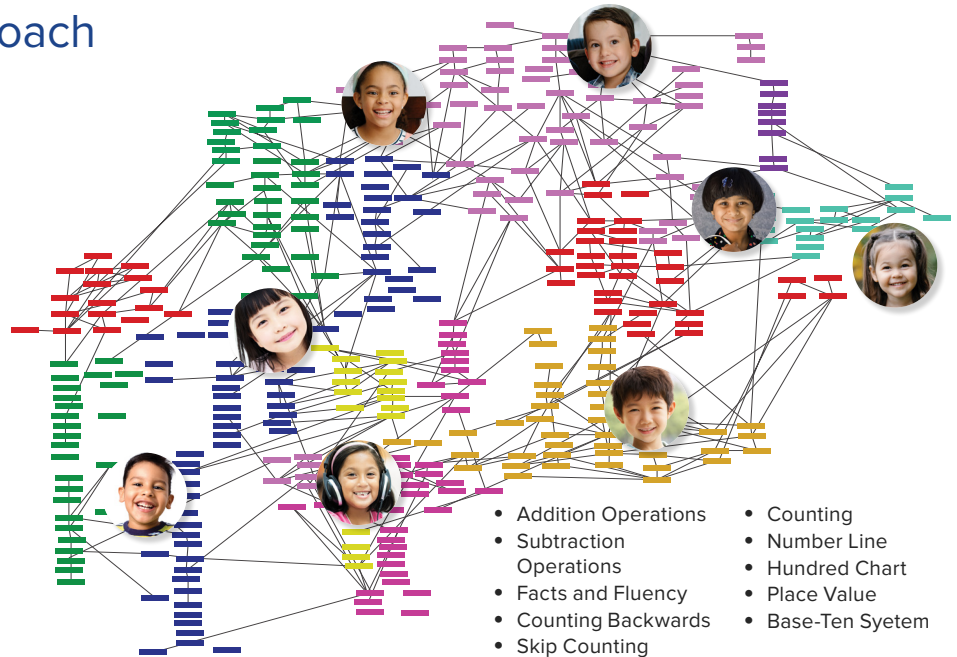 oach
• Addition Operations
• Subtraction
Operations
• Facts and Fluency
• Counting Backwards
• Skip Counting
• Counting
• Number Line
• Hundred Chart
• Place Value
• Base-Ten Syetem